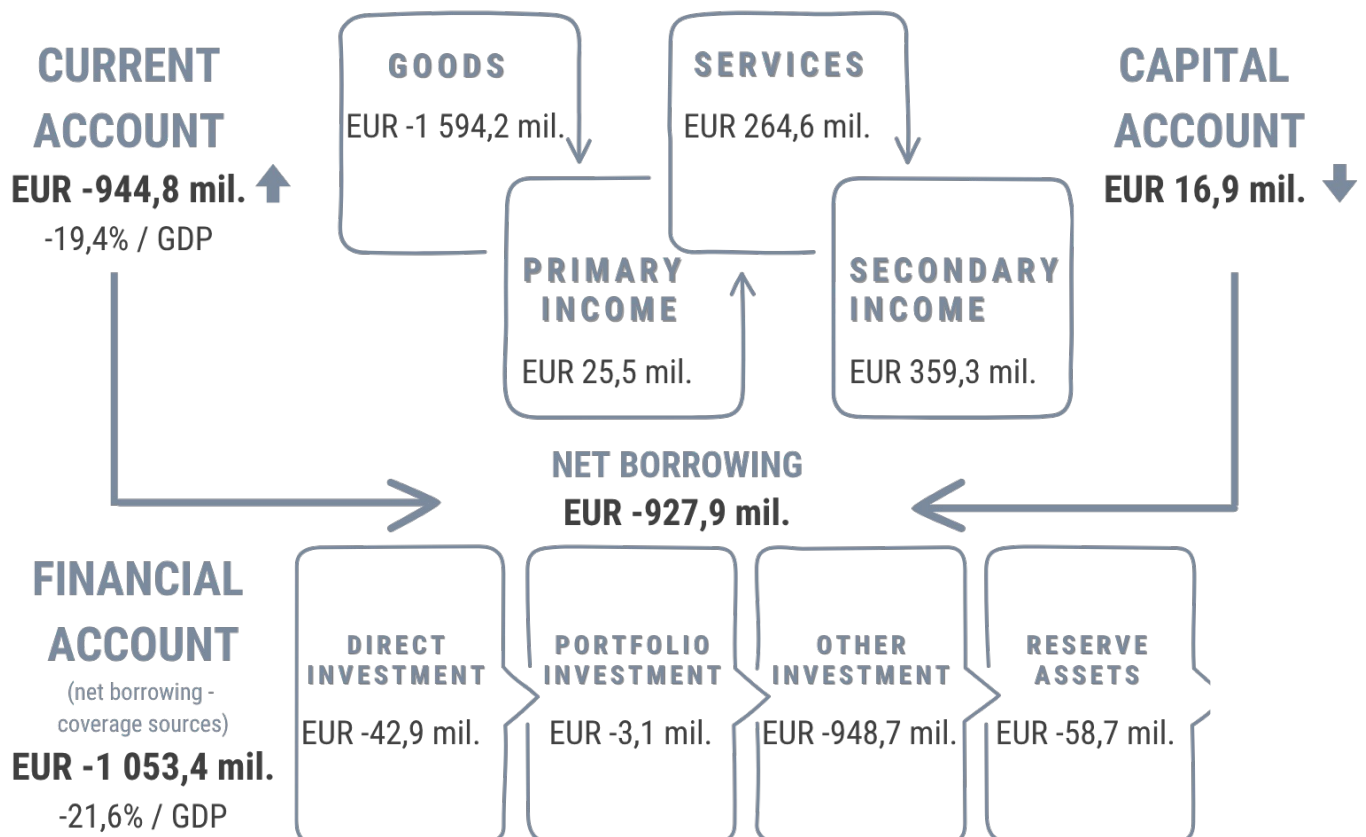 CURRENT
ACCOUNT
EUR -944,8 mil.
-19,4% / GDP
GOODS
EUR -1 594,2 mil.
SERVICES
EUR 264,6 mil.
PRIMARY
INCOME
EUR 25,5 mil.
SECONDARY
INCOME
EUR 359,3 mil.
CAPITAL
ACCOUNT
EUR 16,9 mil.
NET BORROWING
EUR -927,9 mil.
FINANCIAL
ACCOUNT
(net borrowing -
coverage sources)
EUR -1 053,4 mil.
-21,6% / GDP
DIRECT
INVESTMENT
EUR -42,9 mil.
PORTFOLIO
INVESTMENT
EUR -3,1 mil.
OTHER
INVESTMENT
EUR -948,7 mil.
RESERVE
ASSETS
EUR -58,7 mil.